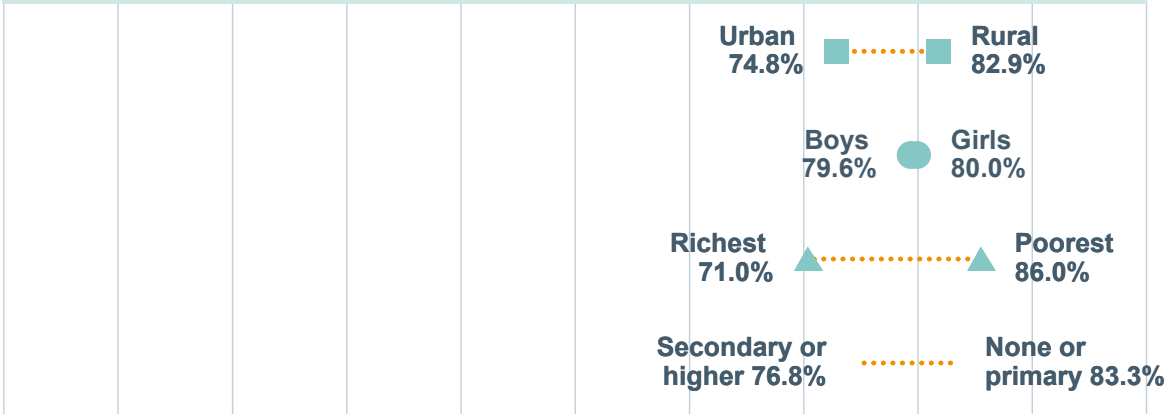 Urban
74.8%
Rural
82.9%
Boys
79.6%
Girls
80.0%
Richest
71.0%
Poorest
86.0%
Secondary or
higher 76.8%
None or
primary 83.3%